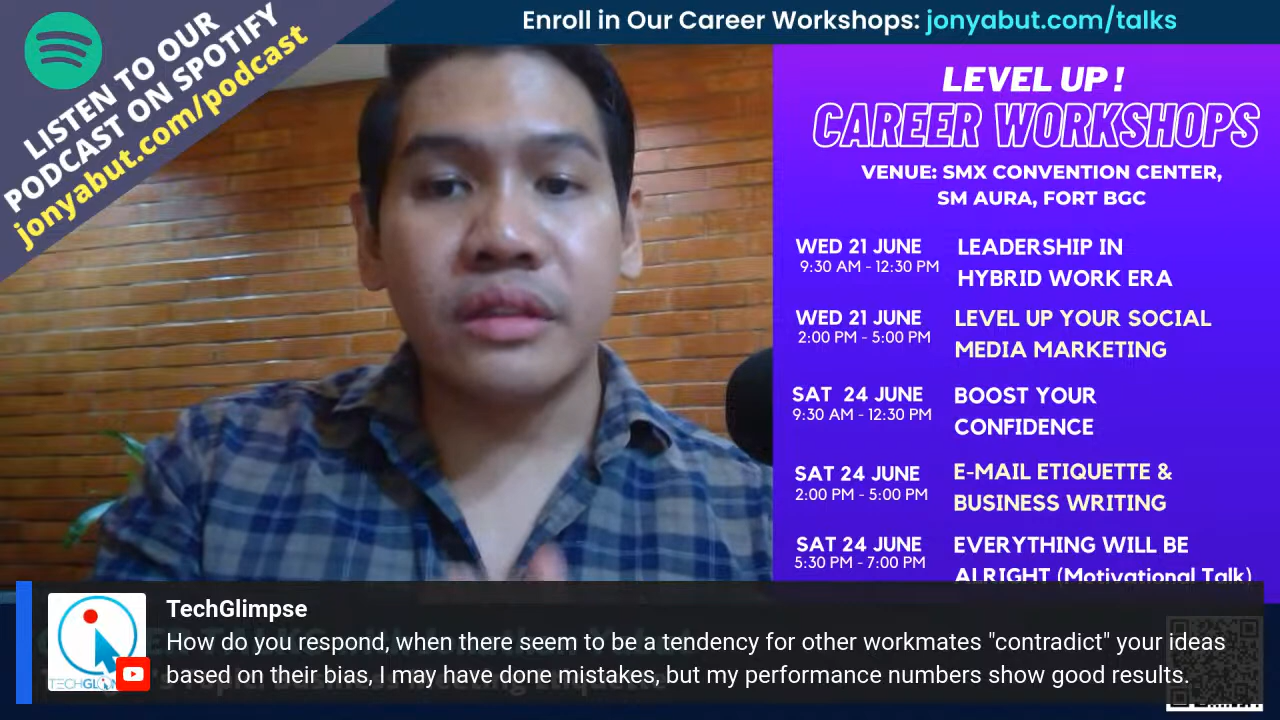 Enroll in Our Career Workshops: jonyabut.com/talks
LISTEN TO OUR
PODCAST ON SPOTIFY
jonyabut.com/podcast
LEVEL UP !
CAREER WORKSHOPS
VENUE: SMX CONVENTION CENTER,
SM AURA, FORT BGC
WED 21 JUNE
9:30 AM - 12:30 PM
LEADERSHIP IN
HYBRID WORK ERA
WED 21 JUNE
2:00 PM - 5:00 PM
LEVEL UP YOUR SOCIAL
MEDIA MARKETING
SAT 24 JUNE
9:30 AM - 12:30 PM
BOOST YOUR
CONFIDENCE
SAT 24 JUNE
2:00 PM - 5:00 PM
E-MAIL ETIQUETTE &
BUSINESS WRITING
SAT 24 JUNE
5:30 PM - 7:00 PM
EVERYTHING WILL BE
ALRIGHT (Motivational Talk)
TechGlimpse
How do you respond, when there seem to be a tendency for other workmates "contradict" your ideas
based on their bias, I may have done mistakes, but my performance numbers show good results.